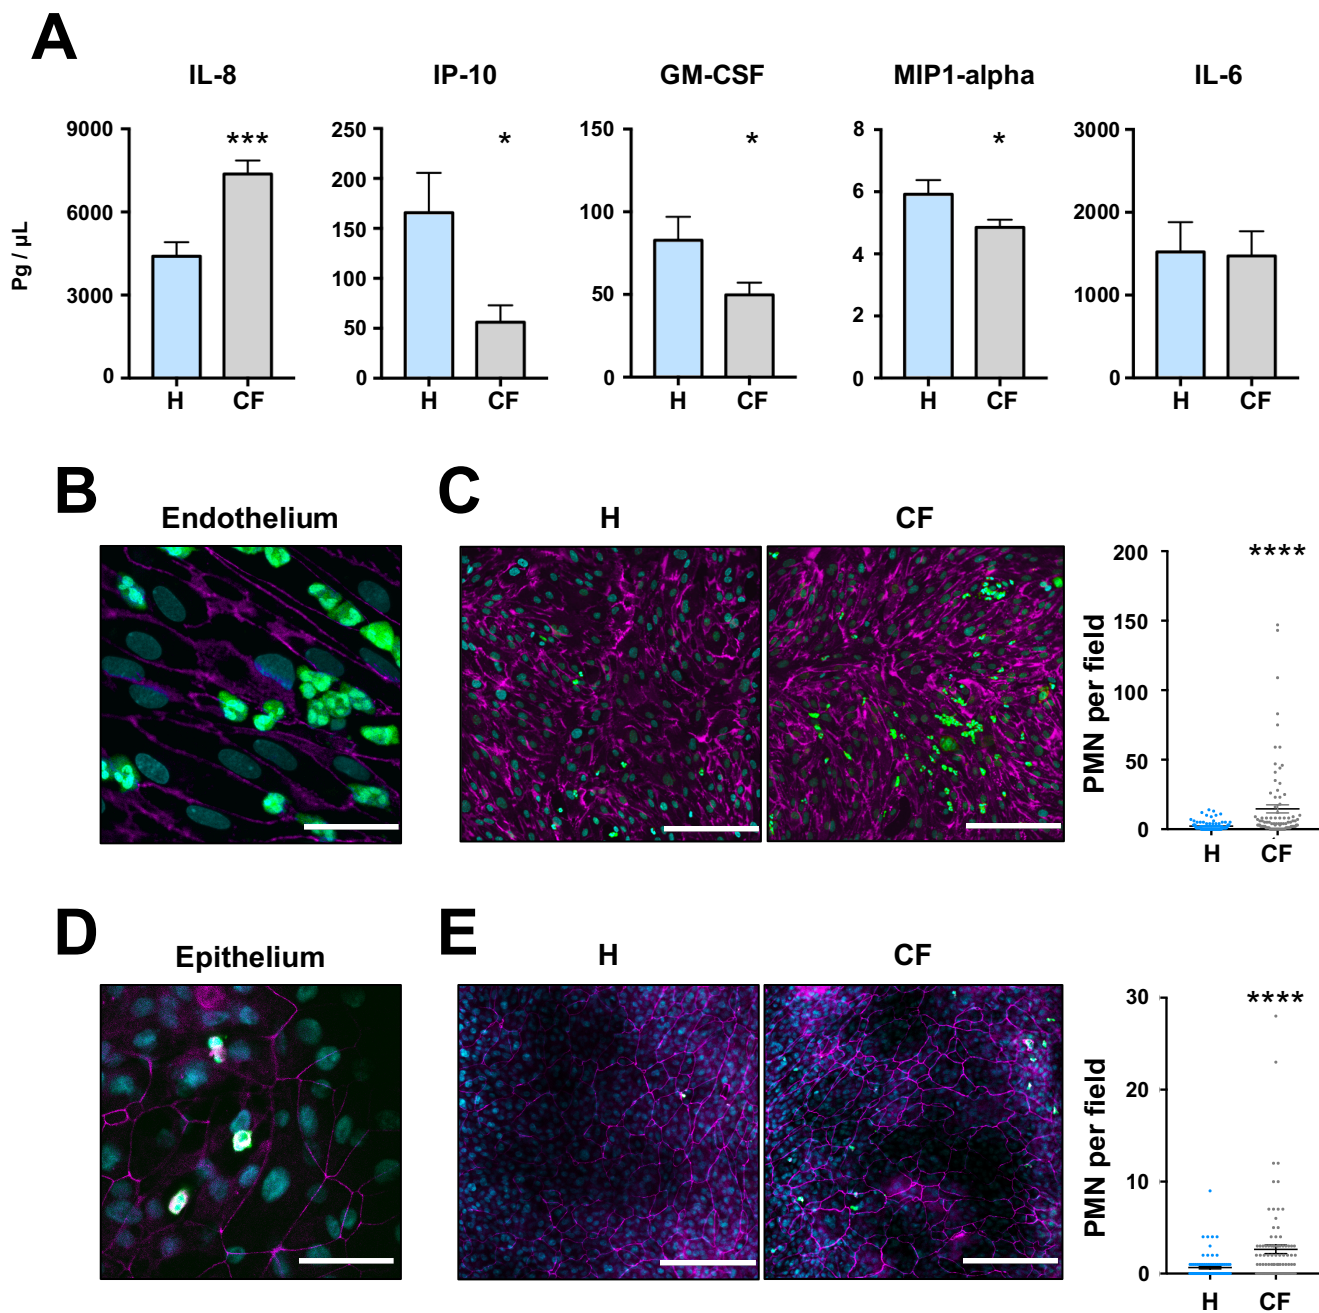 A
IL-8
IP-10
GM-CSF
MIP1-alpha
IL-6
Pg / µL
9000
6000
3000
0
***
H
CF
250
200
150
100
50
0
*
H
CF
150
100
50
0
*
H
CF
8
6
4
2
0
*
H
CF
3000
2000
1000
0
H
CF
B
Endothelium
C
H
CF
PMN per field
200
150
100
50
0
****
H
CF
D
Epithelium
E
H
CF
PMN per field
30
20
10
0
****
H
CF